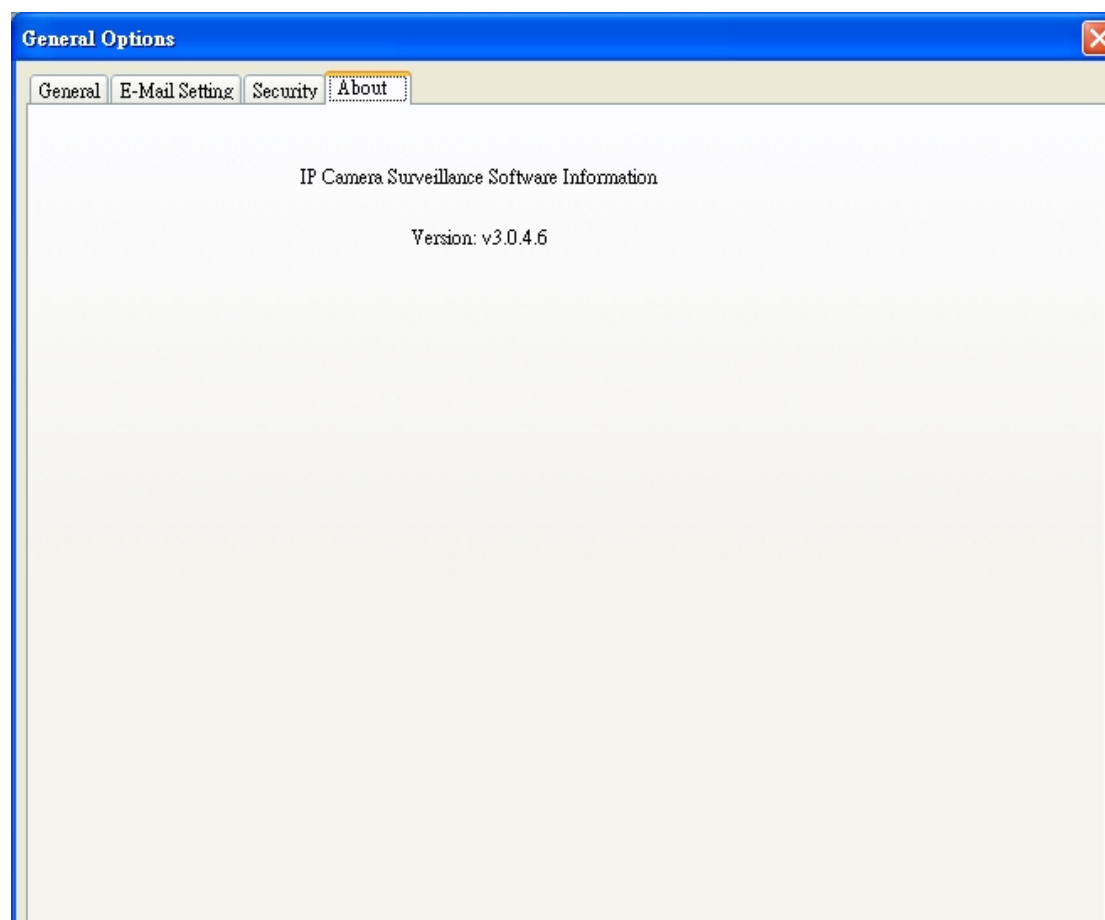 General Options
General E-Mail Setting Security About
IP Camera Surveillance Software Information
Version: v3.0.4.6